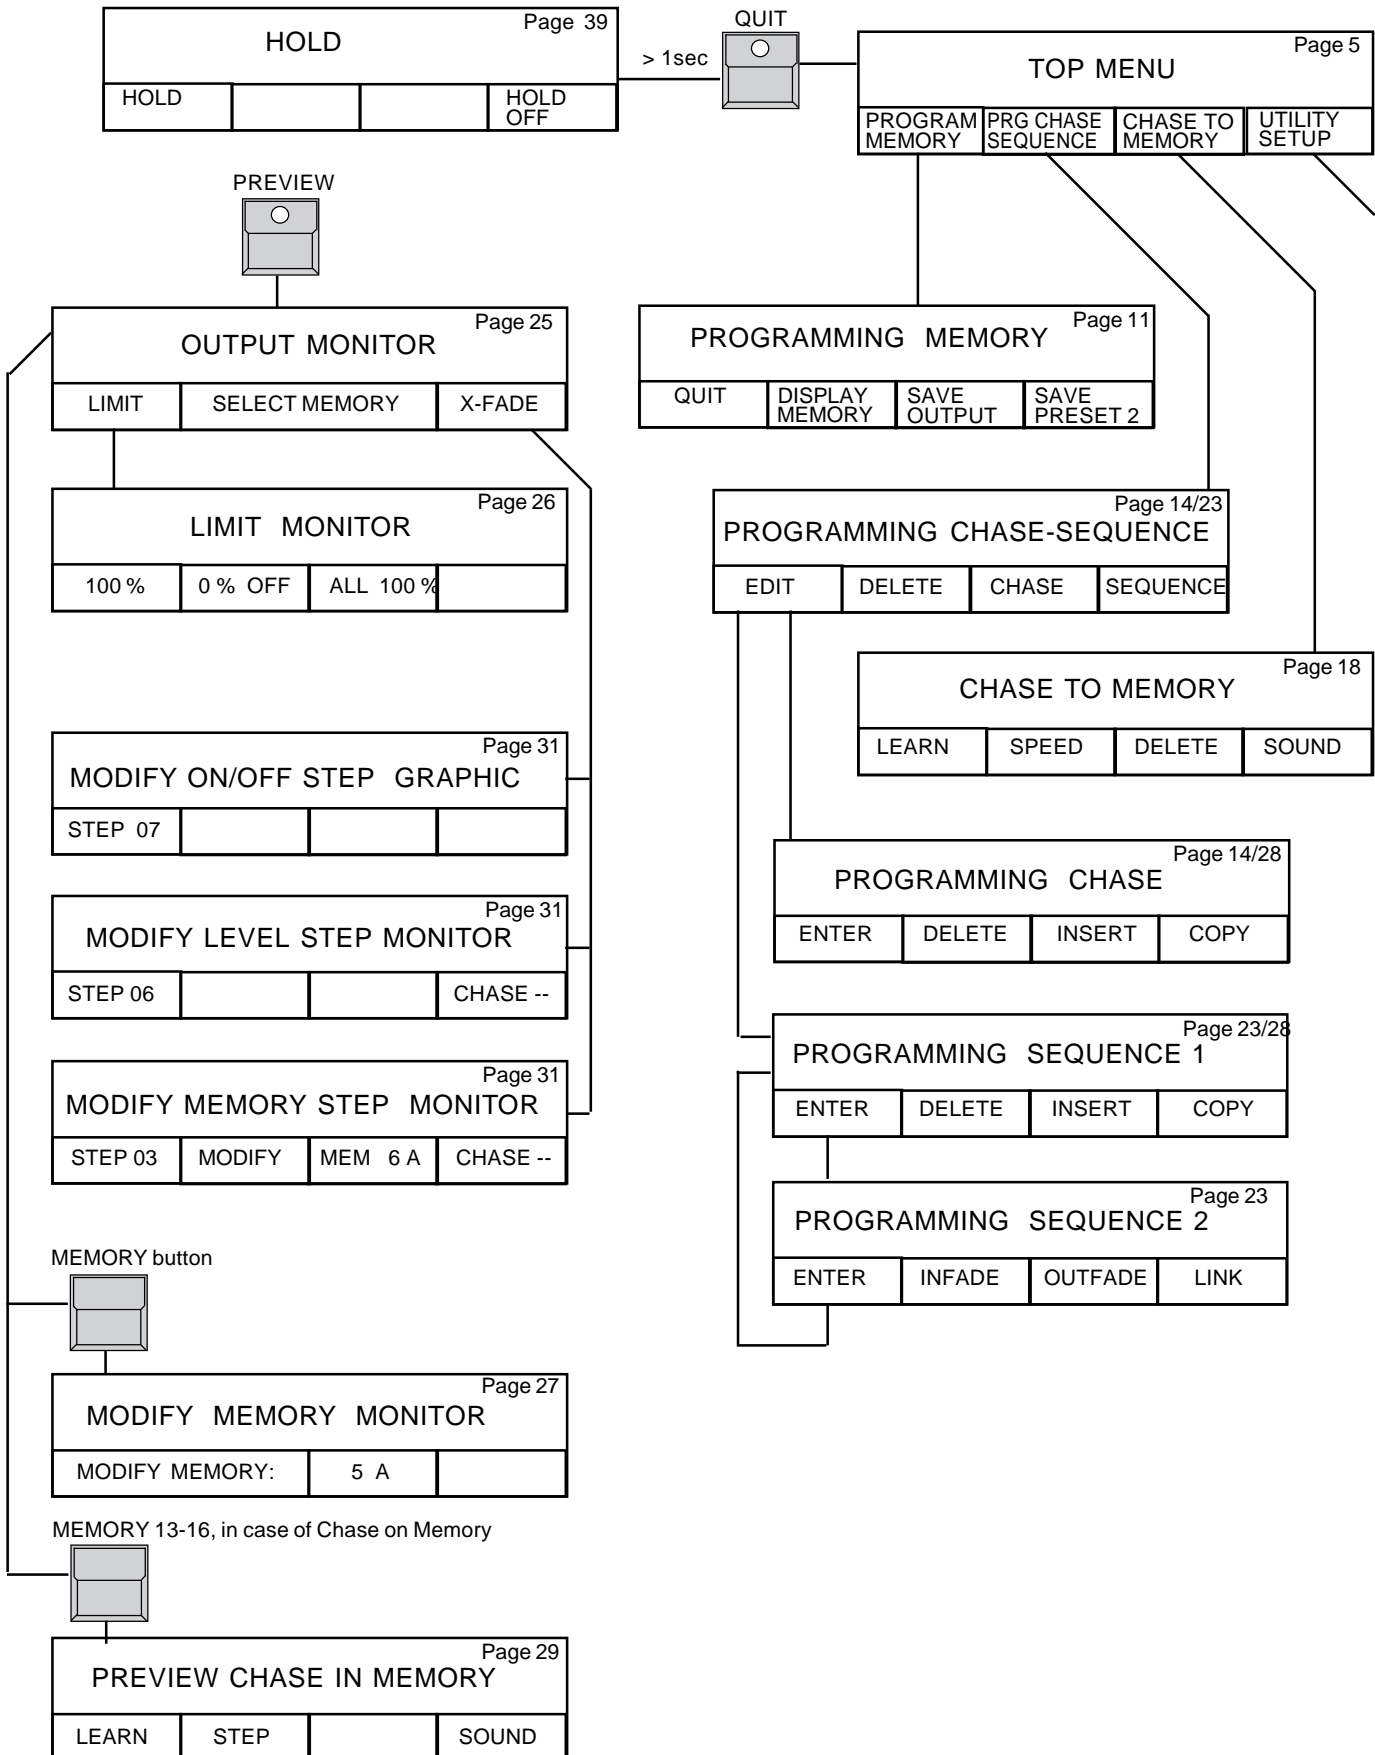 Page 39
HOLD
HOLD
HOLD
OFF
> 1sec
QUIT
Page 5
TOP MENU
PROGRAM
MEMORY
PRG CHASE
SEQUENCE
CHASE TO
MEMORY
UTILITY
SETUP
PREVIEW
Page 25
OUTPUT MONITOR
LIMIT
SELECT MEMORY
X-FADE
Page 11
PROGRAMMING MEMORY
QUIT
DISPLAY
MEMORY
SAVE
OUTPUT
SAVE
PRESET 2
Page 26
LIMIT MONITOR
100 %
0 % OFF
ALL 100 %
Page 14/23
PROGRAMMING CHASE-SEQUENCE
EDIT
DELETE
CHASE
SEQUENCE
Page 18
CHASE TO MEMORY
LEARN
SPEED
DELETE
SOUND
Page 31
MODIFY ON/OFF STEP GRAPHIC
STEP 07
Page 14/28
PROGRAMMING CHASE
ENTER
DELETE
INSERT
COPY
Page 31
MODIFY LEVEL STEP MONITOR
STEP 06
CHASE --
Page 23/28
PROGRAMMING SEQUENCE 1
ENTER
DELETE
INSERT
COPY
Page 31
MODIFY MEMORY STEP MONITOR
STEP 03
MODIFY
MEM 6 A
CHASE --
Page 23
PROGRAMMING SEQUENCE 2
ENTER
INFADE
OUTFADE
LINK
MEMORY button
Page 27
MODIFY MEMORY MONITOR
MODIFY MEMORY:
5 A
MEMORY 13-16, in case of Chase on Memory
Page 29
PREVIEW CHASE IN MEMORY
LEARN
STEP
SOUND